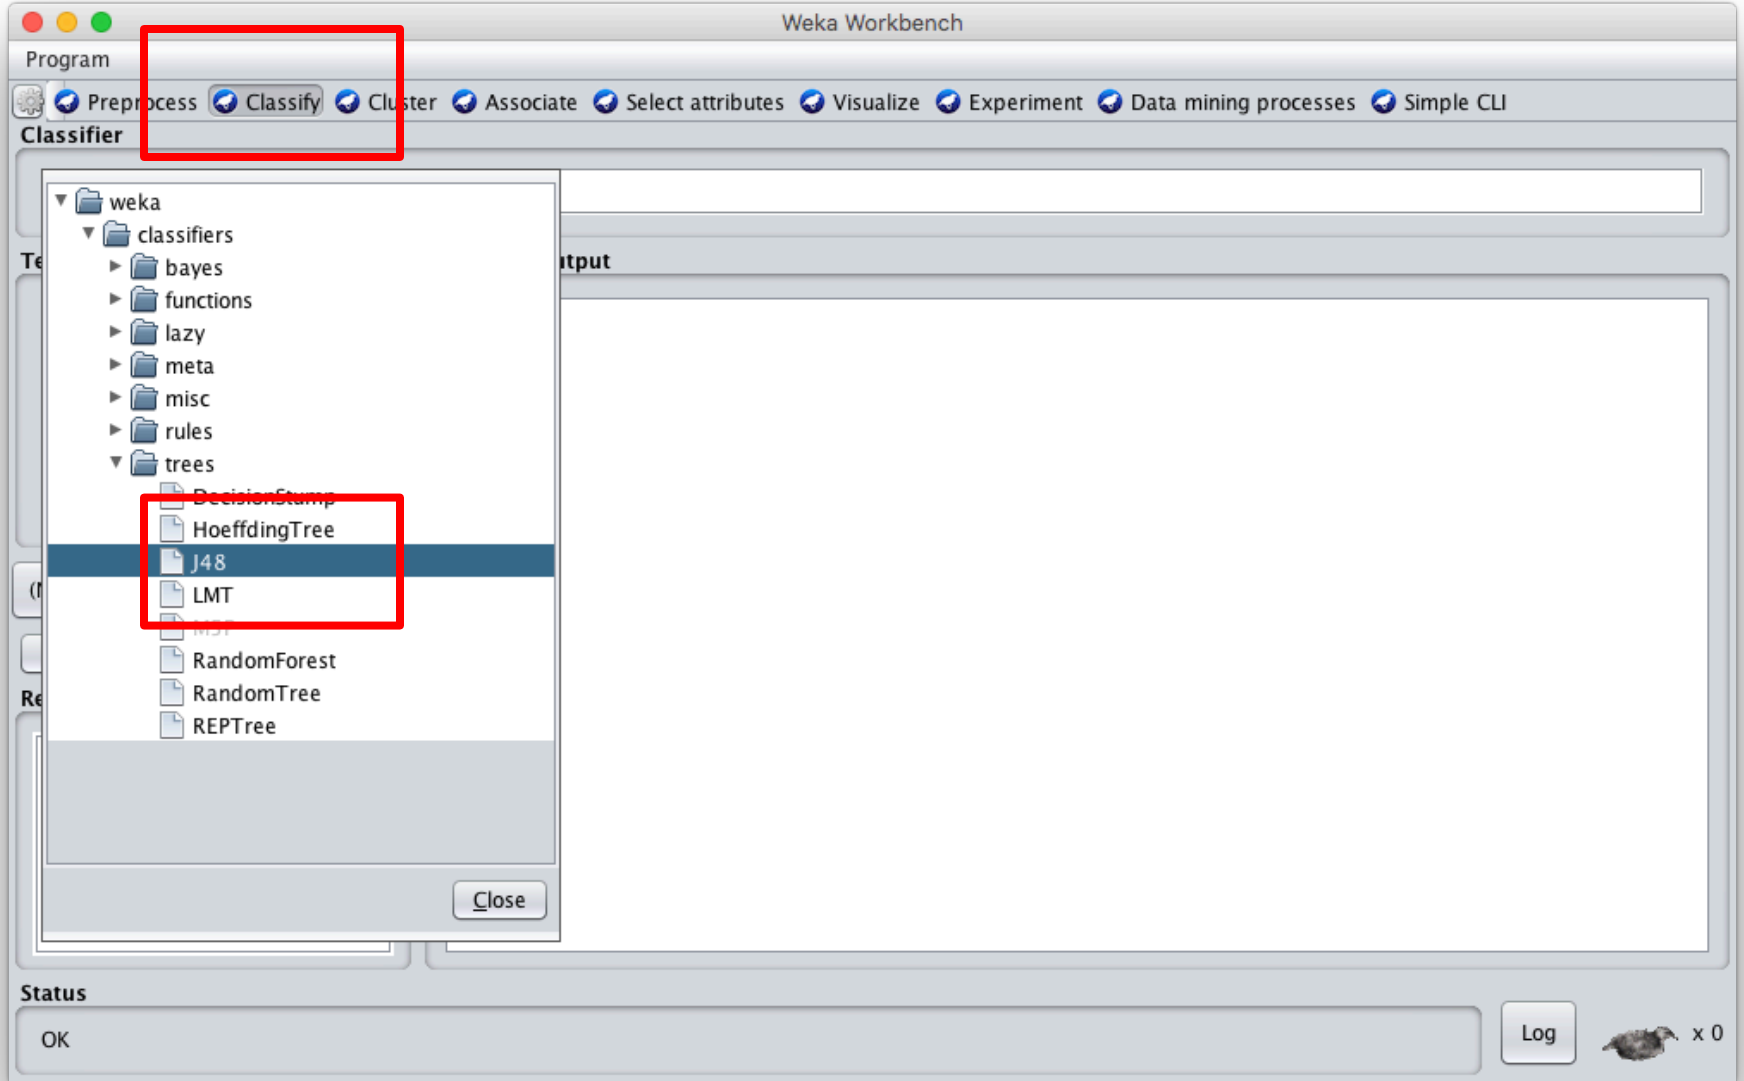 Weka Workbench
Program
Preprocess Classify Cluster Associate Select attributes Visualize Experiment Data mining processes Simple CLI
Classifier
weka
classifiers
bayes
functions
lazy
meta
misc
rules
trees
DecisionStump
HoeffdingTree
J48
LMT
M5P
RandomForest
RandomTree
REPTree
Close
Status
OK
Log
x 0